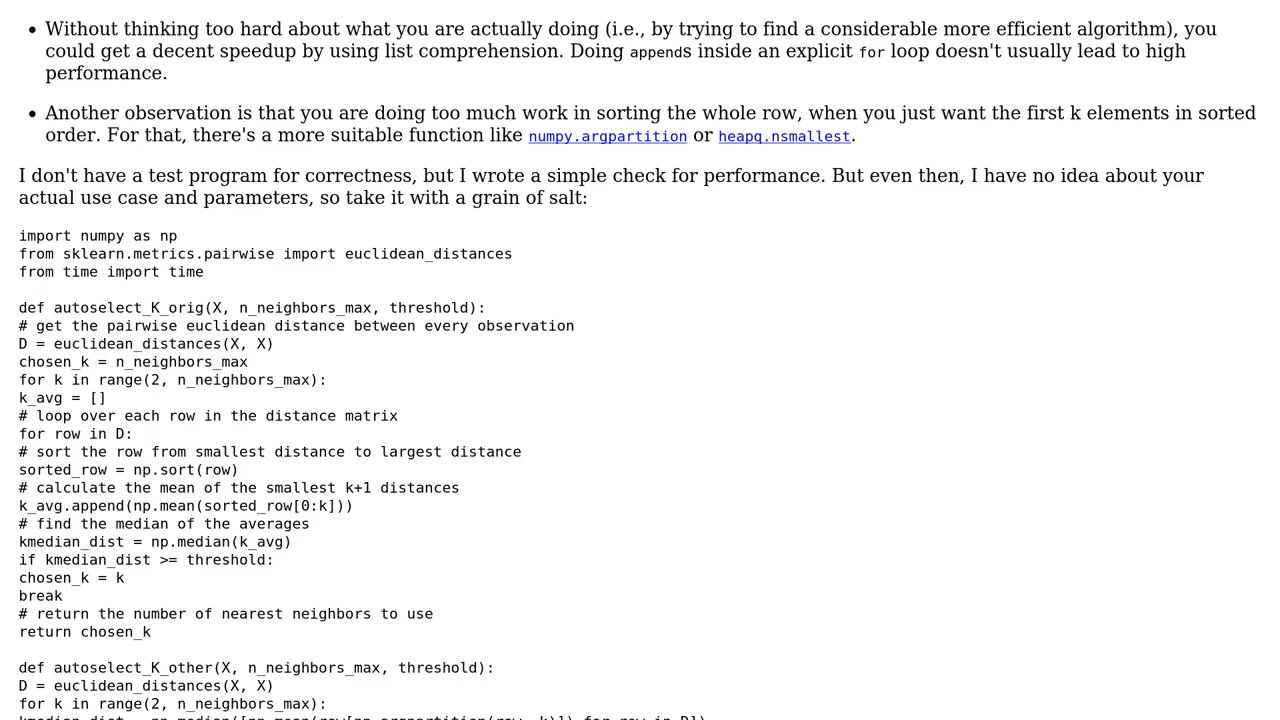 • Without thinking too hard about what you are actually doing (i.e., by trying to find a considerable more efficient algorithm), you
could get a decent speedup by using list comprehension. Doing appends inside an explicit for loop doesn't usually lead to high
performance.
• Another observation is that you are doing too much work in sorting the whole row, when you just want the first k elements in sorted
order. For that, there's a more suitable function like numpy.argpartition or heapq.nsmallest.
I don't have a test program for correctness, but I wrote a simple check for performance. But even then, I have no idea about your
actual use case and parameters, so take it with a grain of salt:
import numpy as np
from sklearn.metrics.pairwise import euclidean_distances
from time import time
def autoselect_K_orig(X, n_neighbors_max, threshold):
# get the pairwise euclidean distance between every observation
D = euclidean_distances(X, X)
chosen_k = n_neighbors_max
for k in range(2, n_neighbors_max):
k_avg = []
# loop over each row in the distance matrix
for row in D:
# sort the row from smallest distance to largest distance
sorted_row = np.sort(row)
# calculate the mean of the smallest k+1 distances
k_avg.append(np.mean(sorted_row[0:k]))
# find the median of the averages
kmedian_dist = np.median(k_avg)
if kmedian_dist >= threshold:
chosen_k = k
break
# return the number of nearest neighbors to use
return chosen_k
def autoselect_K_other(X, n_neighbors_max, threshold):
D = euclidean_distances(X, X)
for k in range(2, n_neighbors_max):